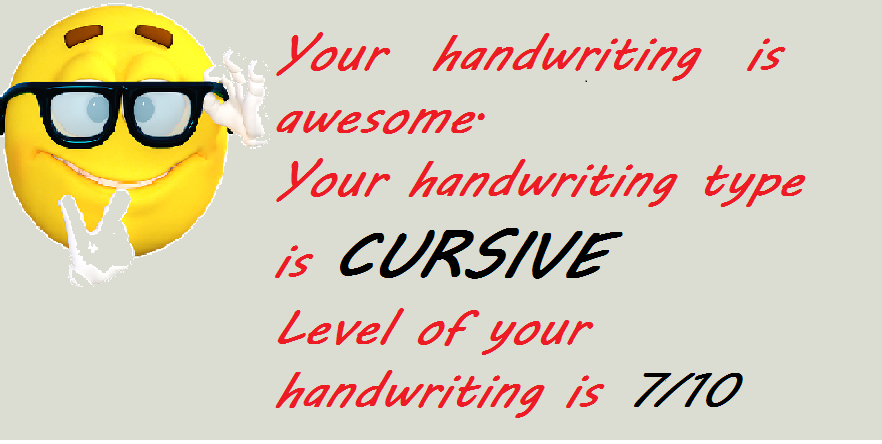 Your handwriting is
awesome.
Your handwriting type
is CURSIVE
Level of your
handwriting is 7/10